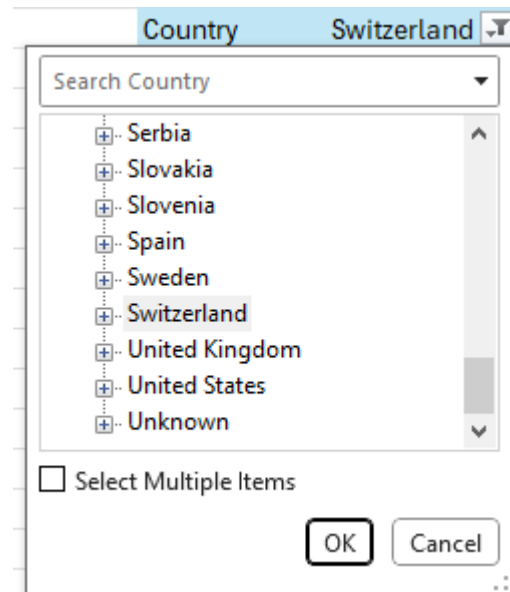 Country Switzerland
Search Country
Serbia
Slovakia
Slovenia
Spain
Sweden
Switzerland
United Kingdom
United States
Unknown
Select Multiple Items
OK Cancel